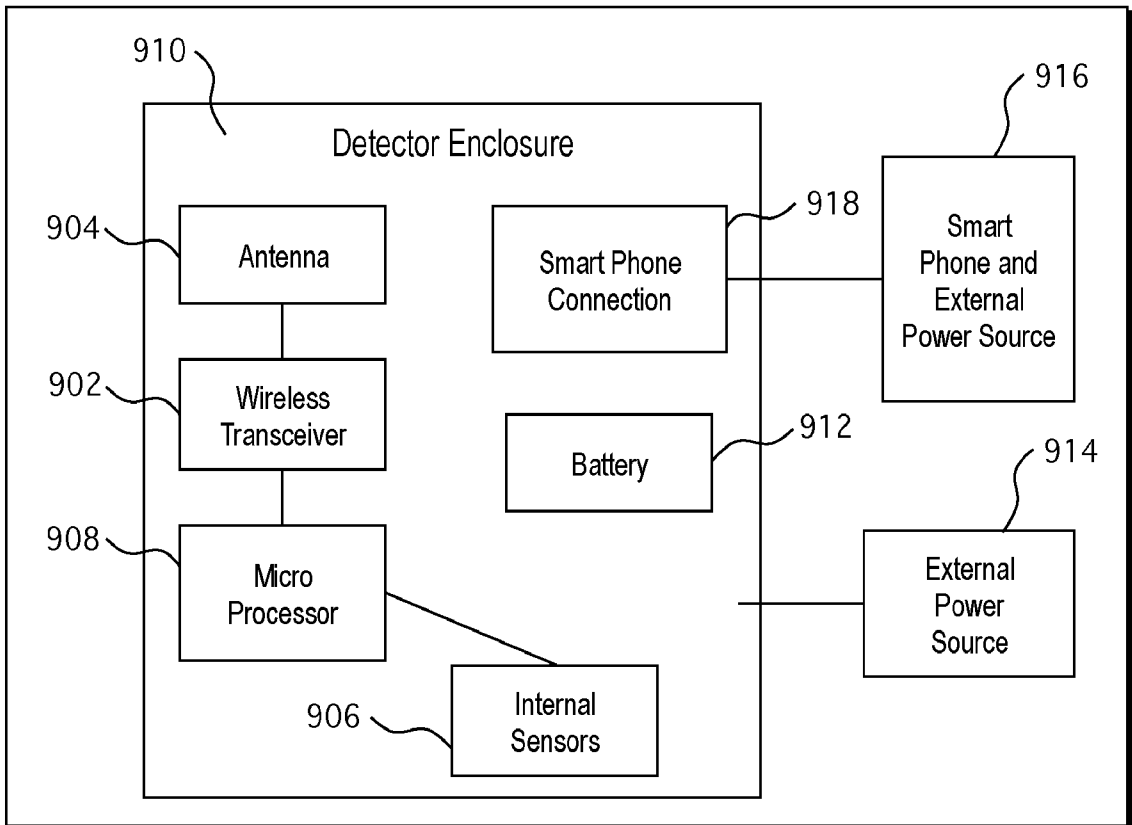 910
916
Detector Enclosure
904
Antenna
918
Smart Phone
Connection
Smart
Phone and
External
Power Source
902
Wireless
Transceiver
912
Battery
914
908
Micro
Processor
External
Power
Source
906
Internal
Sensors